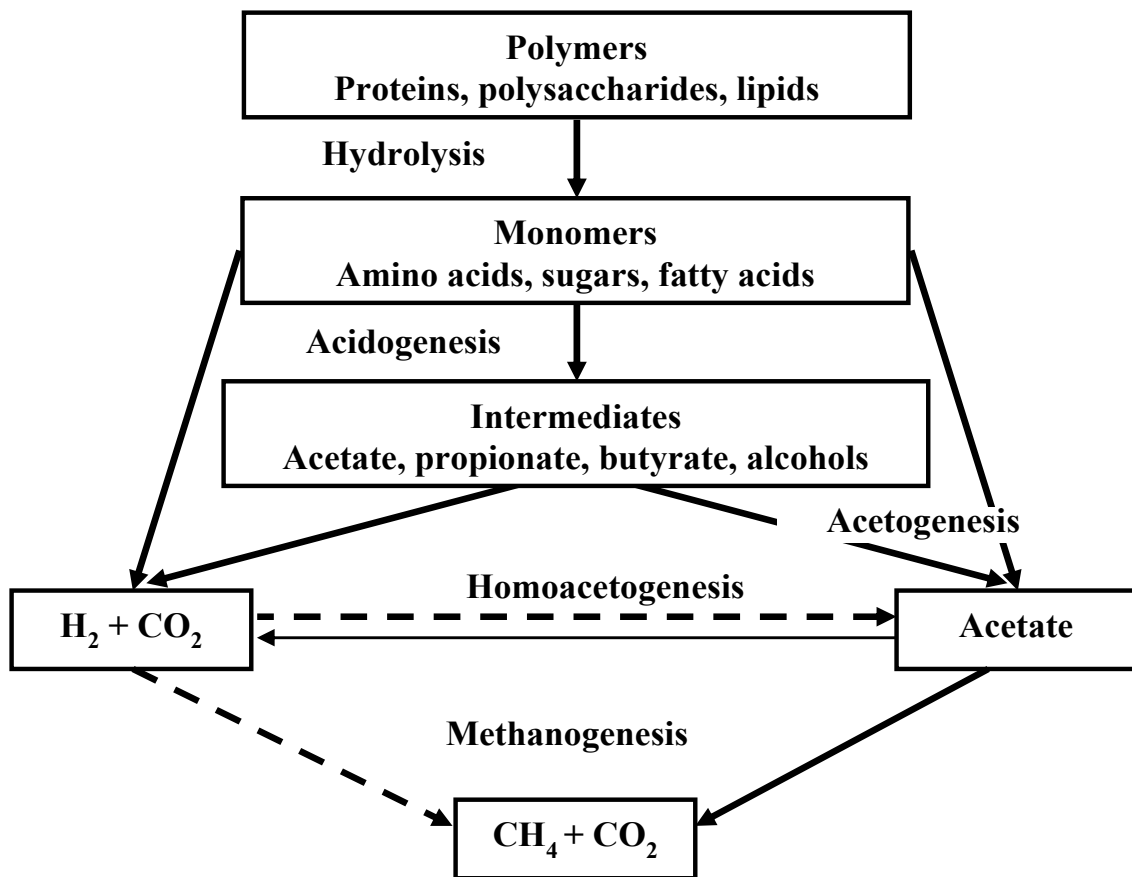 Polymers
Proteins, polysaccharides, lipids
Hydrolysis
Monomers
Amino acids, sugars, fatty acids
Acidogenesis
Intermediates
Acetate, propionate, butyrate, alcohols
Acetogenesis
Homoacetogenesis
H₂ + CO₂
Acetate
Methanogenesis
CH₄ + CO₂